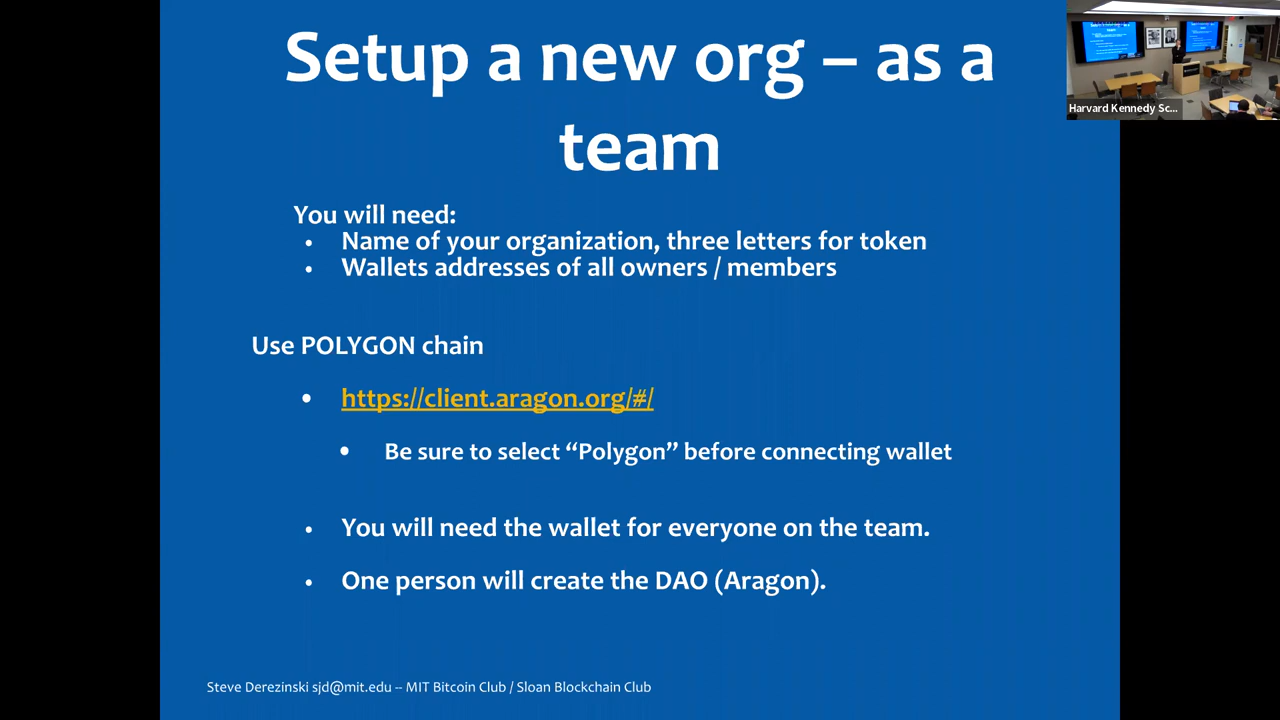 Setup a new org – as a
team
Harvard Kennedy Sc...
You will need:
• Name of your organization, three letters for token
• Wallets addresses of all owners / members
Use POLYGON chain
• https://client.aragon.org/#/
• Be sure to select “Polygon” before connecting wallet
• You will need the wallet for everyone on the team.
• One person will create the DAO (Aragon).
Steve Derezinski sjd@mit.edu – MIT Bitcoin Club / Sloan Blockchain Club